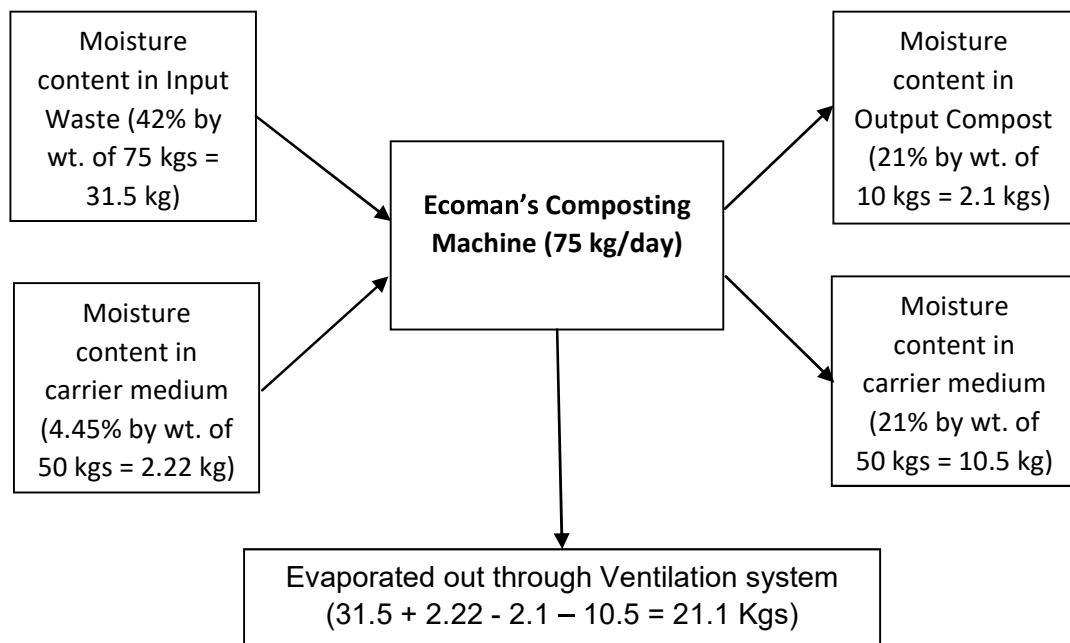 Moisture
content in Input
Waste (42% by
wt. of 75 kgs =
31.5 kg)
Moisture
content in
Output Compost
(21% by wt. of
10 kgs = 2.1 kgs)
Ecoman’s Composting
Machine (75 kg/day)
Moisture
content in
carrier medium
(4.45% by wt. of
50 kgs = 2.22 kg)
Moisture
content in
carrier medium
(21% by wt. of
50 kgs = 10.5 kg)
Evaporated out through Ventilation system
(31.5 + 2.22 - 2.1 – 10.5 = 21.1 Kgs)